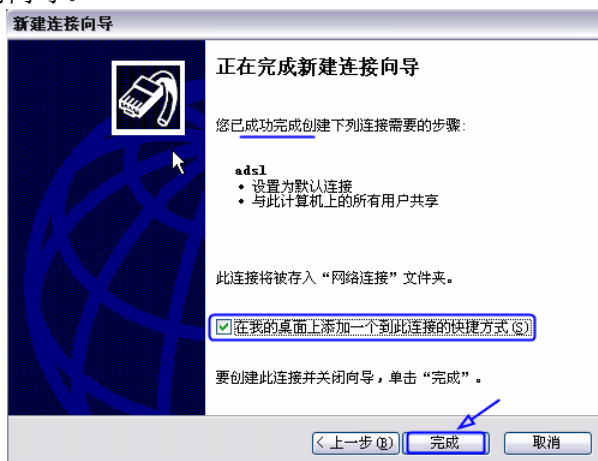 新建连接向导
正在完成新建连接向导
您已成功完成创建下列连接需要的步骤:
adsl
• 设置为默认连接
• 与此计算机上的所有用户共享
此连接将被存入“网络连接”文件夹。
在我的桌面上添加一个到此连接的快捷方式(S)
要创建此连接并关闭向导，单击“完成”。
< 上一步(B) 完成 取消